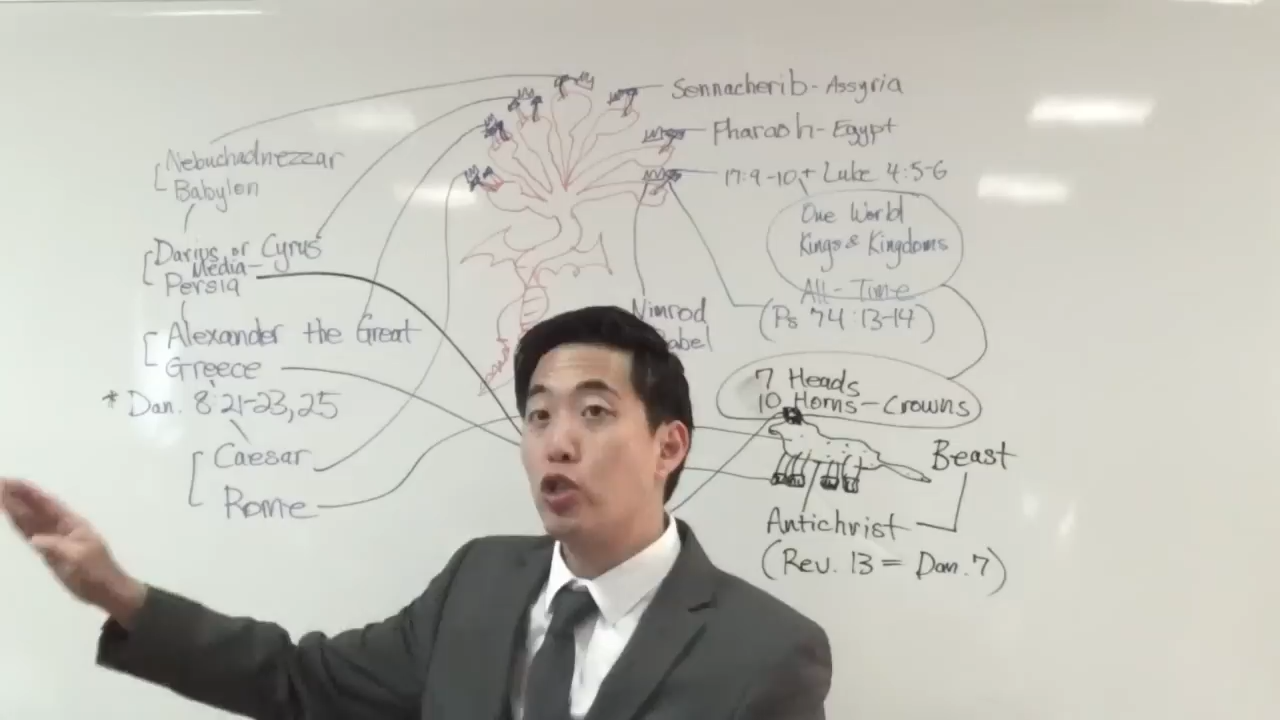 Sennacherib - Assyria
Pharaoh - Egypt
17:9-10, + Luke 4:5-6
One World
Kings & Kingdoms
All-Time
(Ps 74:13-14)
Nimrod
Babel
7 Heads
10 Horns - Crowns
Beast
Antichrist
(Rev. 13 = Dan. 7)
Nebuchadnezzar
Babylon
Darius or Cyrus
Media-
Persia
Alexander the Great
Greece
* Dan. 8:21-23, 25
Caesar
Rome